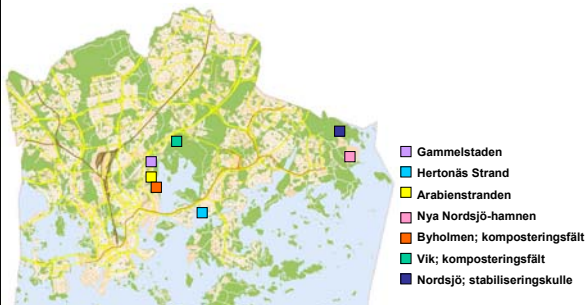 Gammelstaden
Hertonäs Strand
Arabienstranden
Nya Nordsjö-hamnen
Byholmen; komposteringsfält
Vik; komposteringsfält
Nordsjö; stabiliseringskulle